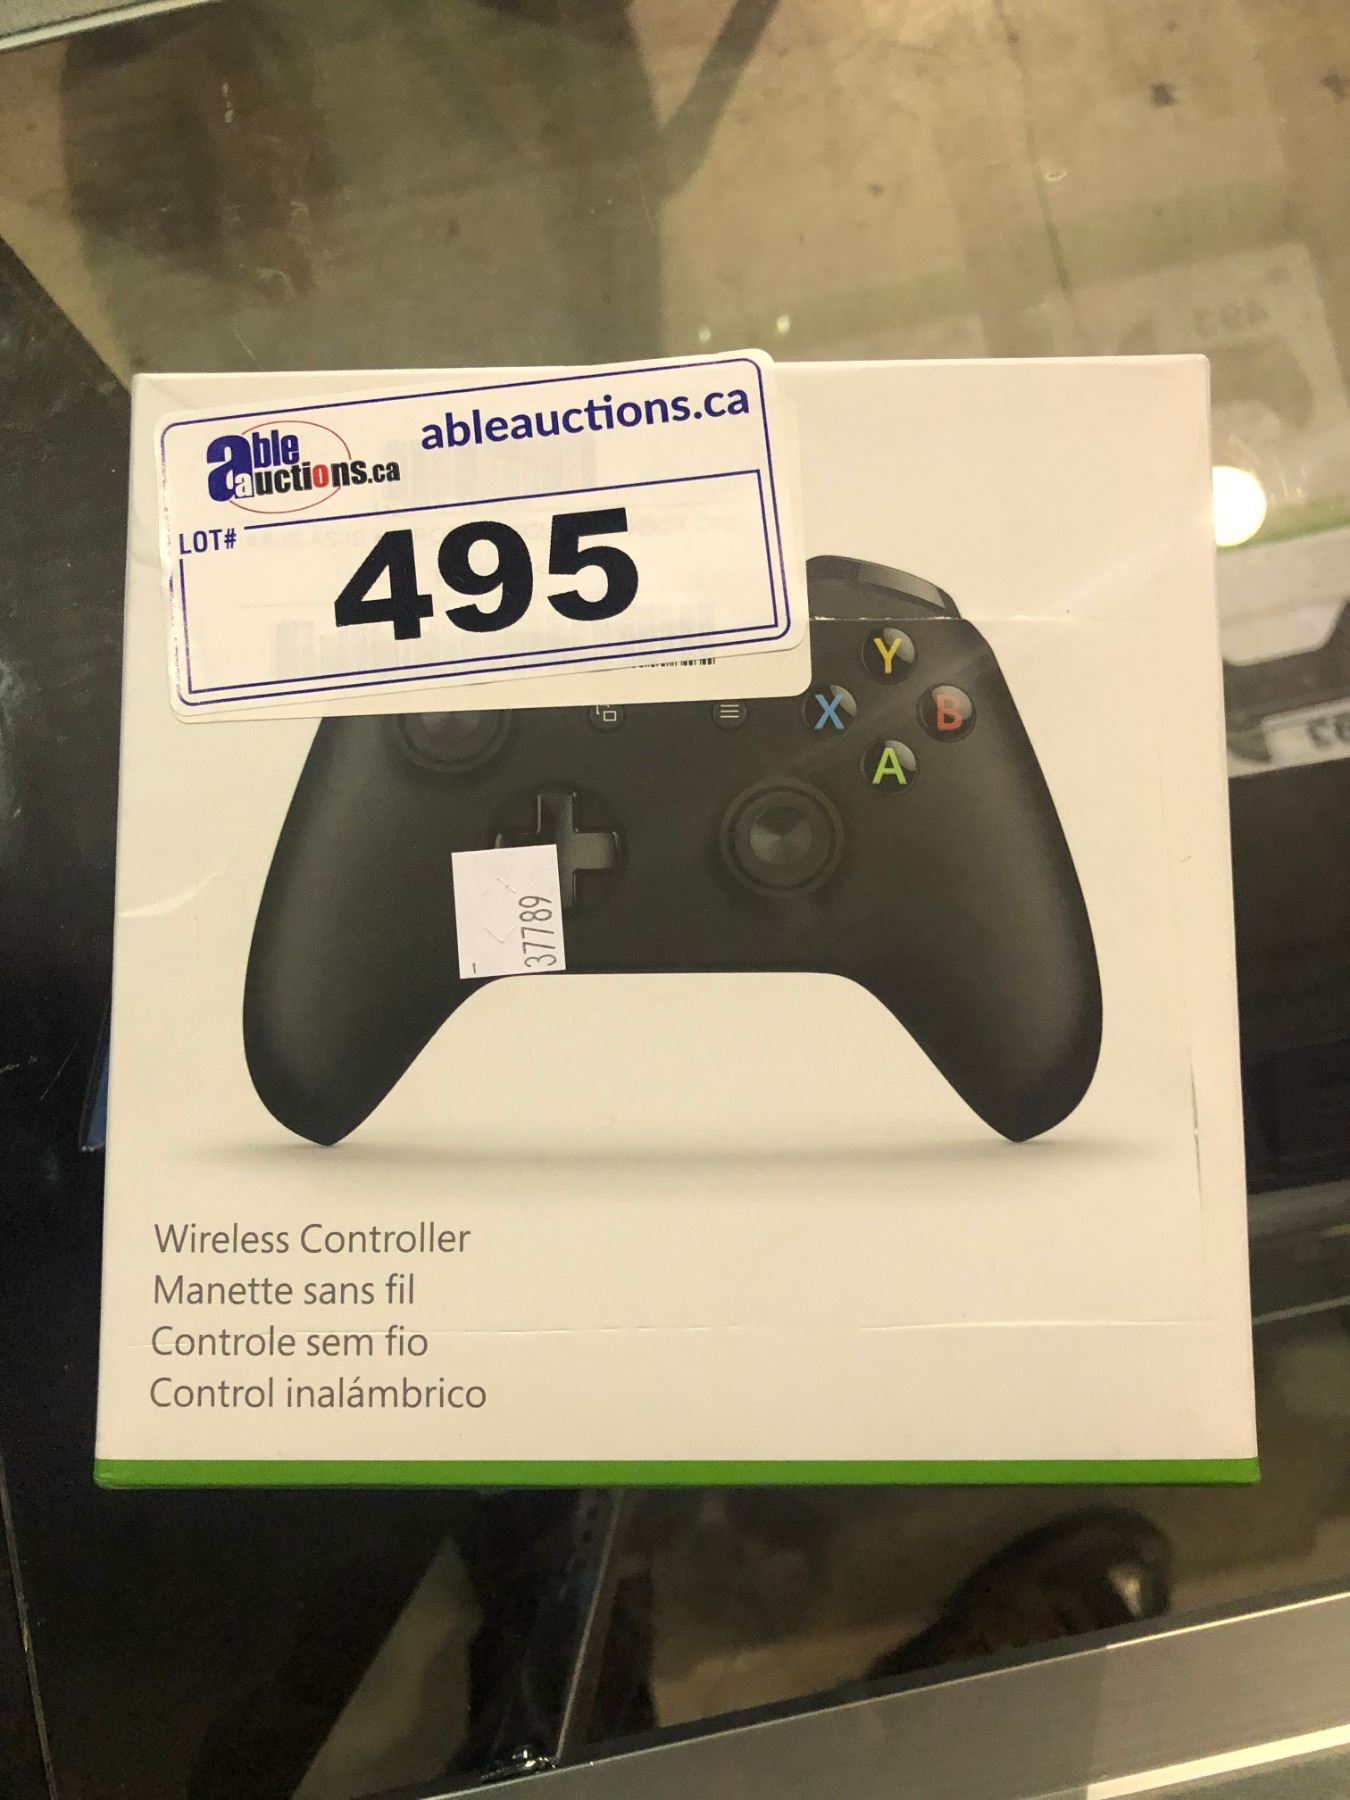 able auctions.ca
ableauctions.ca
LOT#
495
Y
X
B
A
37789
Wireless Controller
Manette sans fil
Controle sem fio
Control inalámbrico